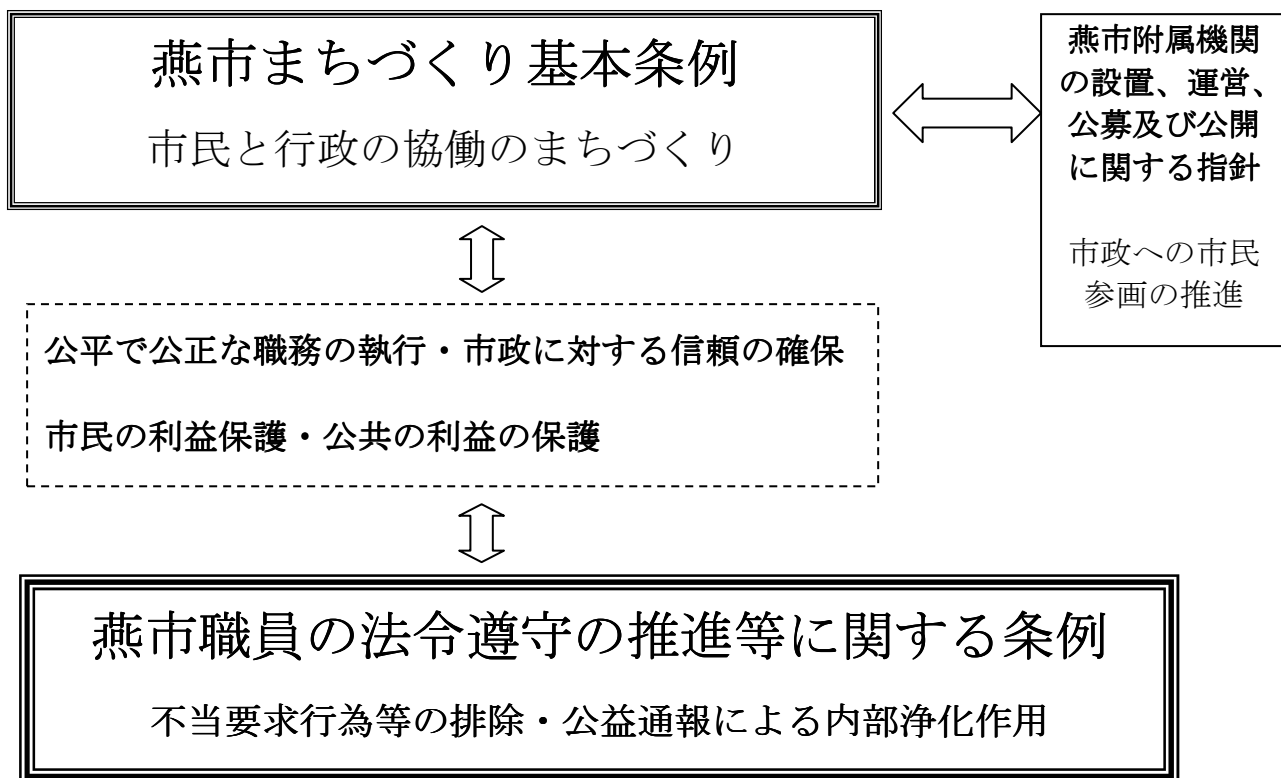 燕市まちづくり基本条例
市民と行政の協働のまちづくり
燕市附属機関
の設置、運営、
公募及び公開
に関する指針
市政への市民
参画の推進
公平で公正な職務の執行・市政に対する信頼の確保
市民の利益保護・公共の利益の保護
燕市職員の法令遵守の推進等に関する条例
不当要求行為等の排除・公益通報による内部浄化作用